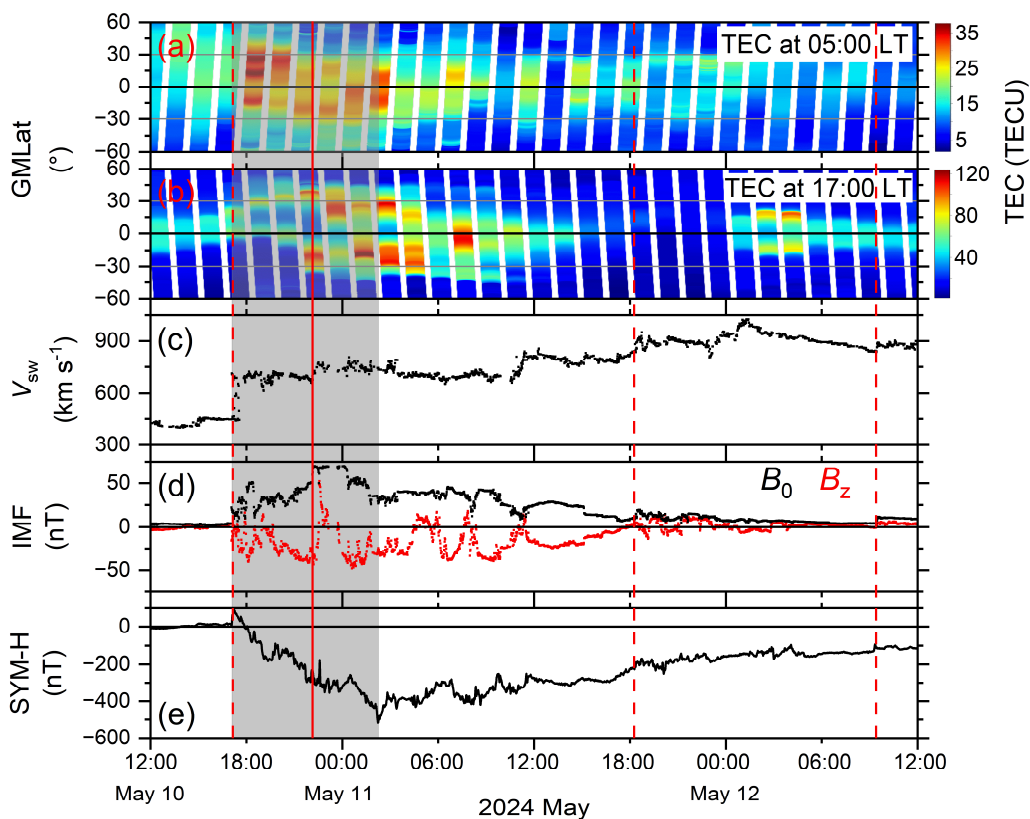 (a)
TEC at 05:00 LT
60
30
0
−30
−60
35
25
15
5
(b)
TEC at 17:00 LT
60
30
0
−30
−60
120
80
40
GMLat
(°)
TEC (TECU)
(c)
900
600
300
V_sw
(km s⁻¹)
(d)
B₀ B_z
50
0
−50
IMF
(nT)
(e)
0
−200
−400
−600
SYM-H
(nT)
12:00 18:00 00:00 06:00 12:00 18:00 00:00 06:00 12:00
May 10 May 11 May 12
2024 May